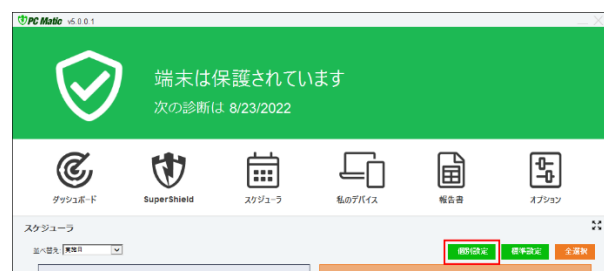 PC Matic v5.0.0.1
端末は保護されています
次の診断は 8/23/2022
ダッシュボード SuperShield スケジューラ 私のデバイス 報告書 オプション
スケジューラ
並べ替え: 実施月 個別設定 標準設定 全選択